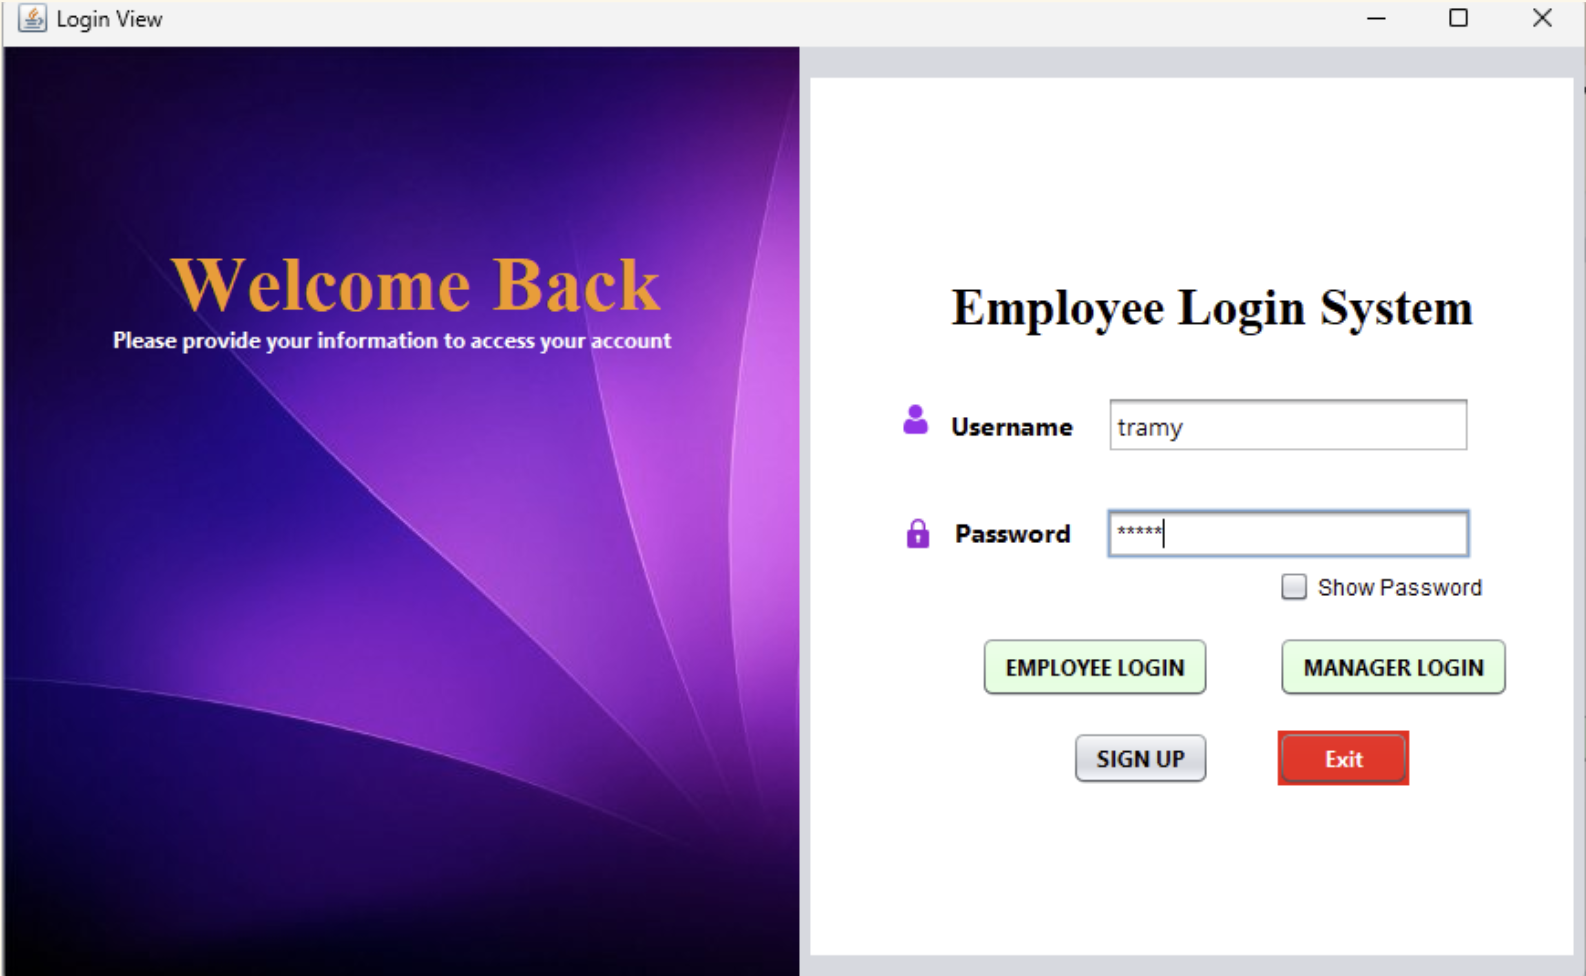 Login View
Welcome Back
Please provide your information to access your account
Employee Login System
Username
tramy
Password
*****
Show Password
EMPLOYEE LOGIN
MANAGER LOGIN
SIGN UP
Exit